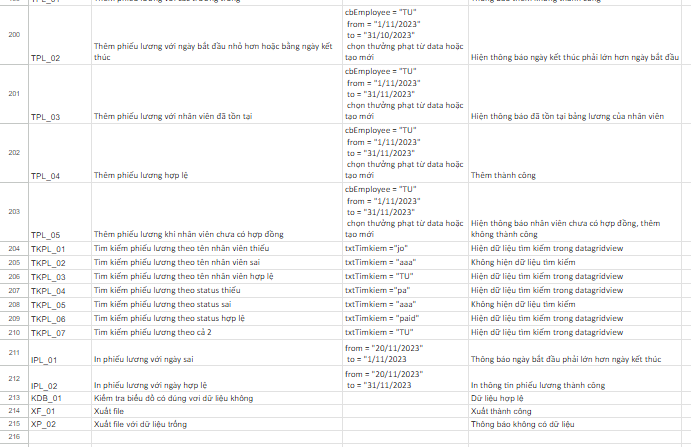 200
TPL_02
Thêm phiếu lương với ngày bắt đầu nhỏ hơn hoặc bằng ngày kết
thúc
cbEmployee = "TU"
from = "1/11/2023"
to = "31/10/2023"
chọn thưởng phạt từ data hoặc
tạo mới
Hiện thông báo ngày kết thúc phải lớn hơn ngày bắt đầu
201
TPL_03
Thêm phiếu lương với nhân viên đã tồn tại
cbEmployee = "TU"
from = "1/11/2023"
to = "31/11/2023"
chọn thưởng phạt từ data hoặc
tạo mới
Hiện thông báo đã tồn tại bảng lương của nhân viên
202
TPL_04
Thêm phiếu lương hợp lệ
cbEmployee = "TU"
from = "1/11/2023"
to = "31/11/2023"
chọn thưởng phạt từ data hoặc
tạo mới
Thêm thành công
203
TPL_05
Thêm phiếu lương khi nhân viên chưa có hợp đồng
cbEmployee = "TU"
from = "1/11/2023"
to = "31/11/2023"
chọn thưởng phạt từ data hoặc
tạo mới
Hiện thông báo nhân viên chưa có hợp đồng, thêm
không thành công
204 TKPL_01 Tìm kiếm phiếu lương theo tên nhân viên thiếu txtTimkiem ="jo" Hiện dữ liệu tìm kiếm trong datagridview
205 TKPL_02 Tìm kiếm phiếu lương theo tên nhân viên sai txtTimkiem = "aaa" Không hiện dữ liệu tìm kiếm
206 TKPL_03 Tìm kiếm phiếu lương theo tên nhân viên hợp lệ txtTimkiem = "TU" Hiện dữ liệu tìm kiếm trong datagridview
207 TKPL_04 Tìm kiếm phiếu lương theo status thiếu txtTimkiem ="pa" Hiện dữ liệu tìm kiếm trong datagridview
208 TKPL_05 Tìm kiếm phiếu lương theo status sai txtTimkiem = "aaa" Không hiện dữ liệu tìm kiếm
209 TKPL_06 Tìm kiếm phiếu lương theo status hợp lệ txtTimkiem = "paid" Hiện dữ liệu tìm kiếm trong datagridview
210 TKPL_07 Tìm kiếm phiếu lương theo cả 2 txtTimkiem = "TU" Hiện dữ liệu tìm kiếm trong datagridview
211
IPL_01
In phiếu lương với ngày sai
from = "20/11/2023"
to = "1/11/2023
Thông báo ngày bắt đầu phải lớn hơn ngày kết thúc
212
IPL_02
In phiếu lương với ngày hợp lệ
from = "20/11/2023"
to = "31/11/2023
In thông tin phiếu lương thành công
213 KDB_01 Kiểm tra biểu đồ có đúng vơi dữ liệu không Dữ liệu hợp lệ
214 XF_01 Xuất file Xuất thành công
215 XP_02 Xuất file với dữ liệu trống Thông báo không có dữ liệu
216